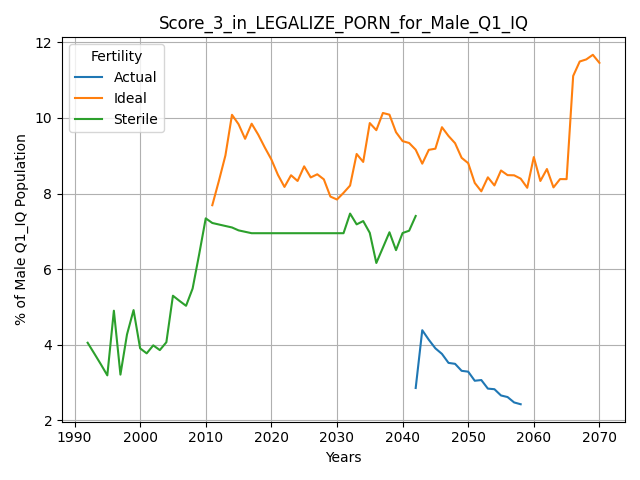 Score_3_in_LEGALIZE_PORN_for_Male_Q1_IQ
% of Male Q1_IQ Population
12
10
8
6
4
2
Fertility
Actual
Ideal
Sterile
1990 2000 2010 2020 2030 2040 2050 2060 2070
Years